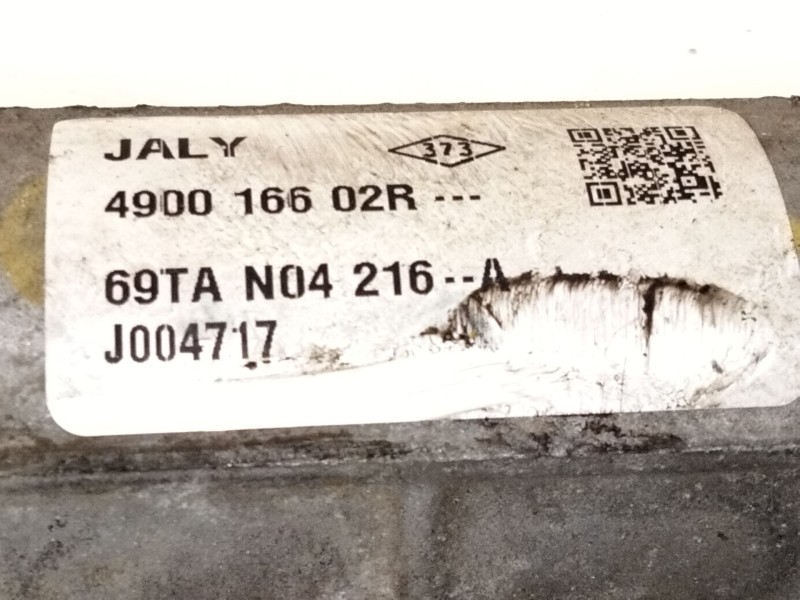 JALY 373
4900 166 02R ---
69TA N04 216--A
J004717